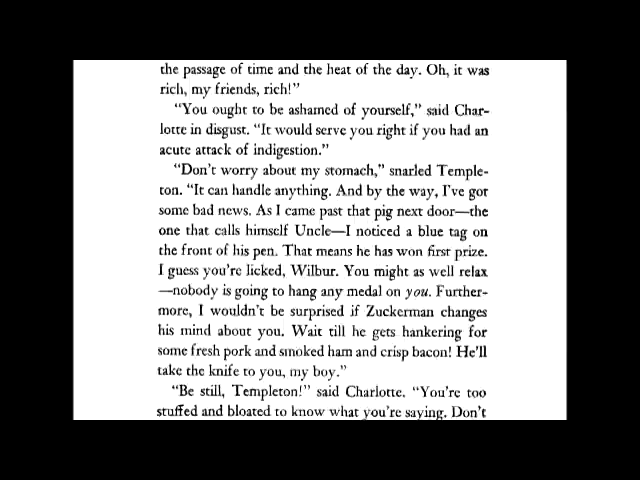 the passage of time and the heat of the day. Oh, it was
rich, my friends, rich!”
“You ought to be ashamed of yourself,” said Char-
lotte in disgust. “It would serve you right if you had an
acute attack of indigestion.”
“Don’t worry about my stomach,” snarled Temple-
ton. “It can handle anything. And by the way, I’ve got
some bad news. As I came past that pig next door—the
one that calls himself Uncle—I noticed a blue tag on
the front of his pen. That means he has won first prize.
I guess you’re licked, Wilbur. You might as well relax
—nobody is going to hang any medal on you. Further-
more, I wouldn’t be surprised if Zuckerman changes
his mind about you. Wait till he gets hankering for
some fresh pork and smoked ham and crisp bacon! He’ll
take the knife to you, my boy.”
“Be still, Templeton!” said Charlotte. “You’re too
stuffed and bloated to know what you’re saying. Don’t